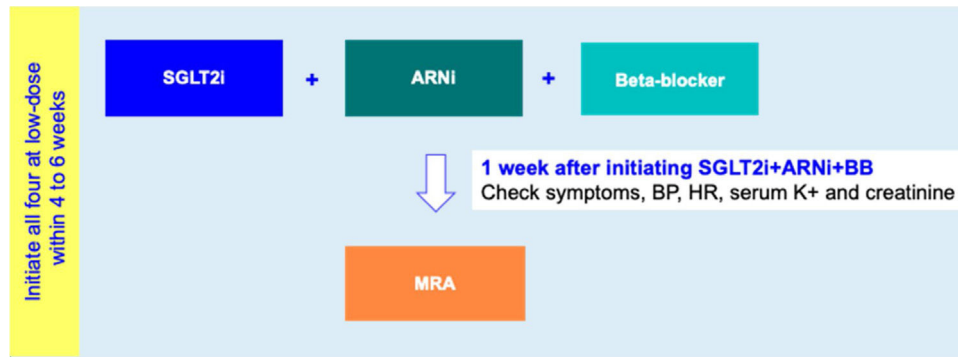 Initiate all four at low-dose
within 4 to 6 weeks
SGLT2i + ARNi + Beta-blocker
1 week after initiating SGLT2i+ARNi+BB
Check symptoms, BP, HR, serum K+ and creatinine
MRA